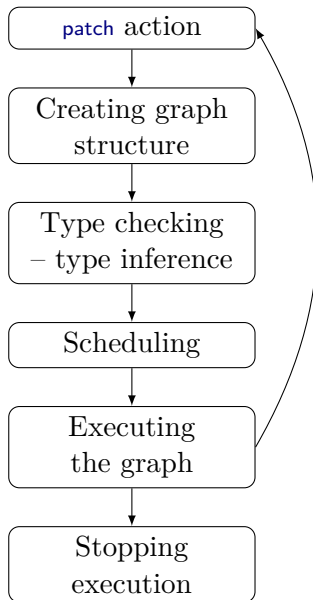 patch action
Creating graph
structure
Type checking
– type inference
Scheduling
Executing
the graph
Stopping
execution